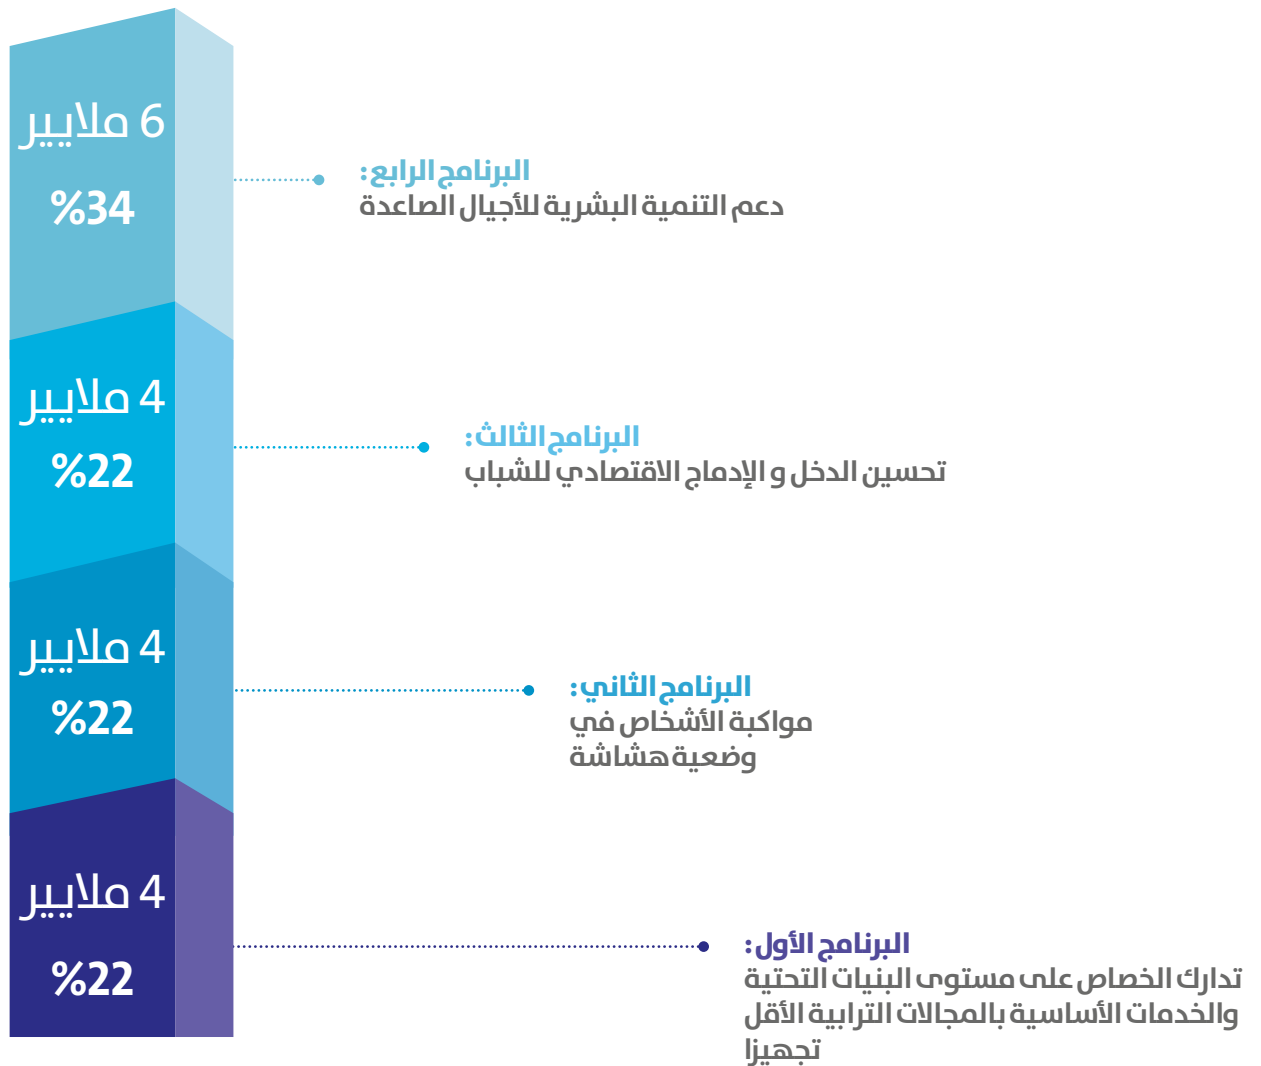 6 ملايير
%34
البرنامج الرابع:
دعم التنمية البشرية للأجيال الصاعدة
4 ملايير
%22
البرنامج الثالث:
تحسين الدخل و الإدماج الاقتصادي للشباب
4 ملايير
%22
البرنامج الثاني:
مواكبة الأشخاص في
وضعية هشاشة
4 ملايير
%22
البرنامج الأول:
تدارك الخصاص على مستوى البنيات التحتية
والخدمات الأساسية بالمجالات الترابية الأقل
تجهيزا